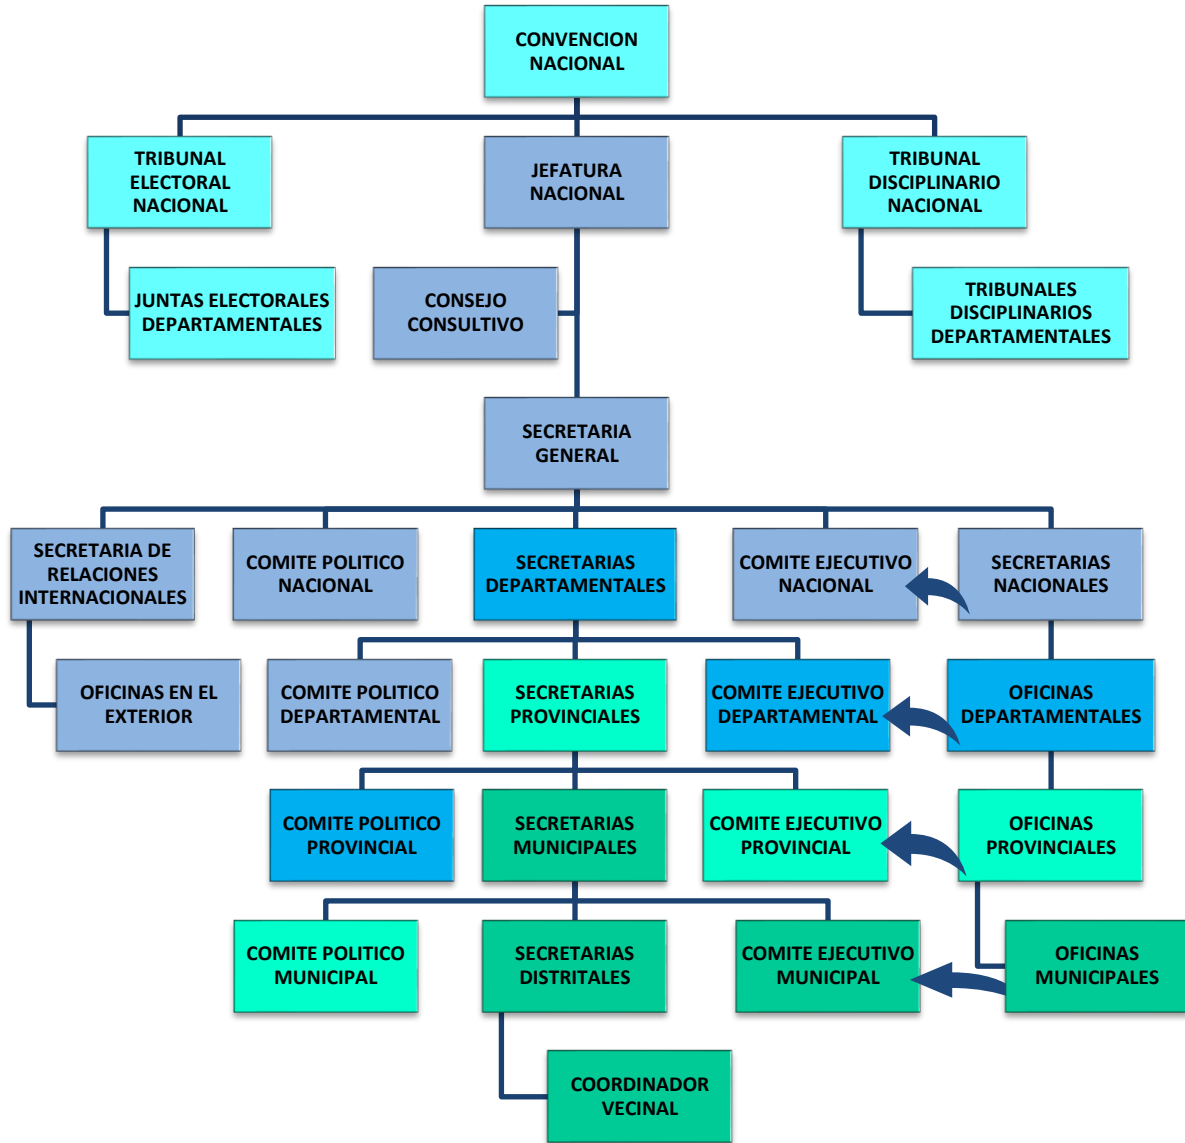 CONVENCION
NACIONAL
TRIBUNAL
ELECTORAL
NACIONAL
JEFATURA
NACIONAL
TRIBUNAL
DISCIPLINARIO
NACIONAL
JUNTAS ELECTORALES
DEPARTAMENTALES
CONSEJO
CONSULTIVO
TRIBUNALES
DISCIPLINARIOS
DEPARTAMENTALES
SECRETARIA
GENERAL
SECRETARIA DE
RELACIONES
INTERNACIONALES
COMITE POLITICO
NACIONAL
SECRETARIAS
DEPARTAMENTALES
COMITE EJECUTIVO
NACIONAL
SECRETARIAS
NACIONALES
OFICINAS EN EL
EXTERIOR
COMITE POLITICO
DEPARTAMENTAL
SECRETARIAS
PROVINCIALES
COMITE EJECUTIVO
DEPARTAMENTAL
OFICINAS
DEPARTAMENTALES
COMITE POLITICO
PROVINCIAL
SECRETARIAS
MUNICIPALES
COMITE EJECUTIVO
PROVINCIAL
OFICINAS
PROVINCIALES
COMITE POLITICO
MUNICIPAL
SECRETARIAS
DISTRITALES
COMITE EJECUTIVO
MUNICIPAL
OFICINAS
MUNICIPALES
COORDINADOR
VECINAL